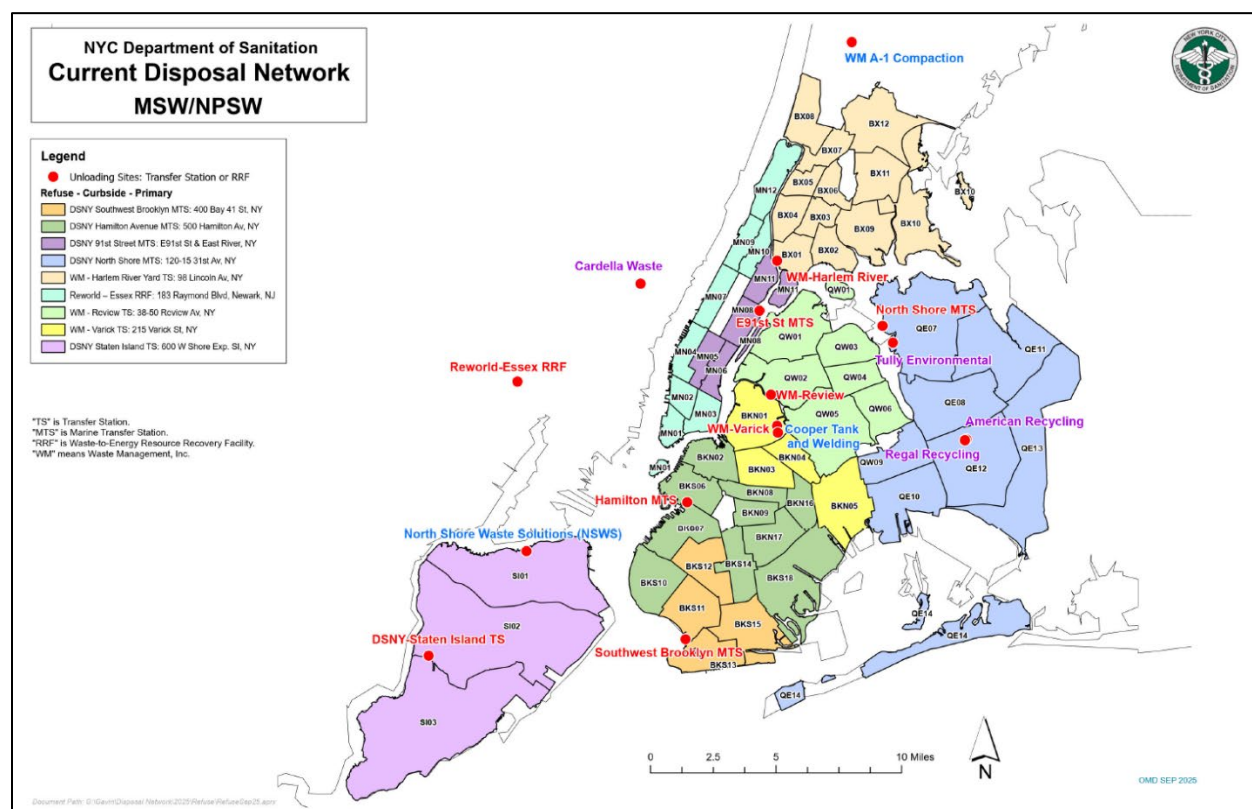 NYC Department of Sanitation
Current Disposal Network
MSW/NPSW
NEW YORK CITY
DEPARTMENT OF SANITATION
Legend
Unloading Sites: Transfer Station or RRF
Refuse - Curbside - Primary
DSNY Southwest Brooklyn MTS: 400 Bay 41 St, NY
DSNY Hamilton Avenue MTS: 500 Hamilton Av, NY
DSNY 91st Street MTS: E91st St & East River, NY
DSNY North Shore MTS: 120-15 31st Av, NY
WM - Harlem River Yard TS: 98 Lincoln Av, NY
Reworld – Essex RRF: 183 Raymond Blvd, Newark, NJ
WM - Review TS: 38-50 Review Av, NY
WM - Varick TS: 215 Varick St, NY
DSNY Staten Island TS: 600 W Shore Exp. SI, NY
"TS" is Transfer Station.
"MTS" is Marine Transfer Station.
"RRF" is Waste-to-Energy Resource Recovery Facility.
"WM" means Waste Management, Inc.
WM A-1 Compaction
BX08
BX12
BX07
BX11
BX05
BX06
BX10
MN12
BX04
BX03
BX09
BX10
MN09
MN10
BX01
BX02
Cardella Waste
WM-Harlem River
MN11
MN11
QW01
MN07
MN08
E91st St MTS
North Shore MTS
QE07
MN08
QW01
QW03
QE11
Tully Environmental
MN04
MN05
MN06
Reworld-Essex RRF
QW02
QW04
WM-Review
MN02
MN03
QW05
QW06
QE08
BKN01
WM-Varick
Cooper Tank
and Welding
American Recycling
MN01
BKN02
BKN04
BKN03
QW09
Regal Recycling
QE12
QE13
MN01
BKS06
BKN08
BKN05
QE10
Hamilton MTS
BKN09
BKN16
BKS07
BKN17
North Shore Waste Solutions (NSWS)
SI01
BKS12
BKS14
BKS10
BKS18
BKS11
BKS15
QE14
QE14
SI02
DSNY-Staten Island TS
Southwest Brooklyn MTS
BKS13
QE14
SI03
0
2.5
5
10 Miles
N
OMD SEP 2025